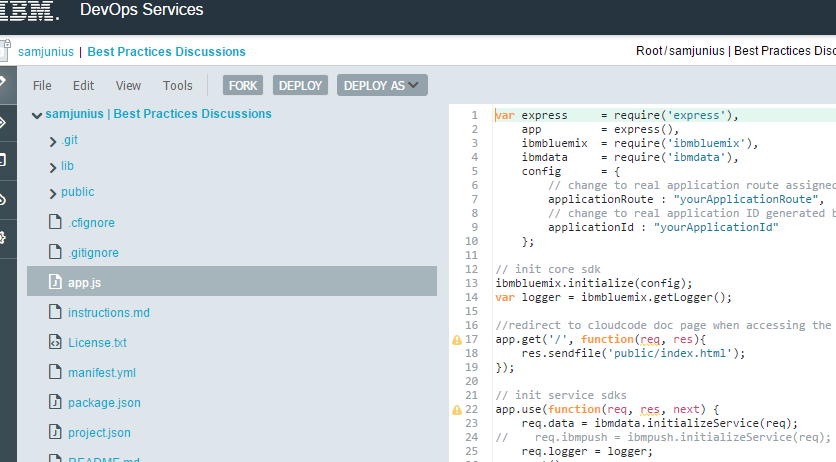 IBM. DevOps Services
samjunius | Best Practices Discussions
Root/samjunius | Best Practices
File Edit View Tools FORK DEPLOY DEPLOY AS
samjunius | Best Practices Discussions
.git
lib
public
.cfignore
.gitignore
app.js
instructions.md
License.txt
manifest.yml
package.json
project.json
README.md
1 var express     = require('express'),
2     app         = express(),
3     ibmbluemix  = require('ibmbluemix'),
4     ibmdata     = require('ibmdata'),
5     config      = {
6         // change to real application route assigned
7         applicationRoute : "yourApplicationRoute",
8         // change to real application ID generated
9         applicationId : "yourApplicationId"
10     };
11
12 // init core sdk
13 ibmbluemix.initialize(config);
14 var logger = ibmbluemix.getLogger();
15
16 //redirect to cloudcode doc page when accessing the
17 app.get('/', function(req, res){
18     res.sendfile('public/index.html');
19 });
20
21 // init service sdks
22 app.use(function(req, res, next) {
23     req.data = ibmdata.initializeService(req);
24 //    req.ibmpush = ibmpush.initializeService(req);
25     req.logger = logger;